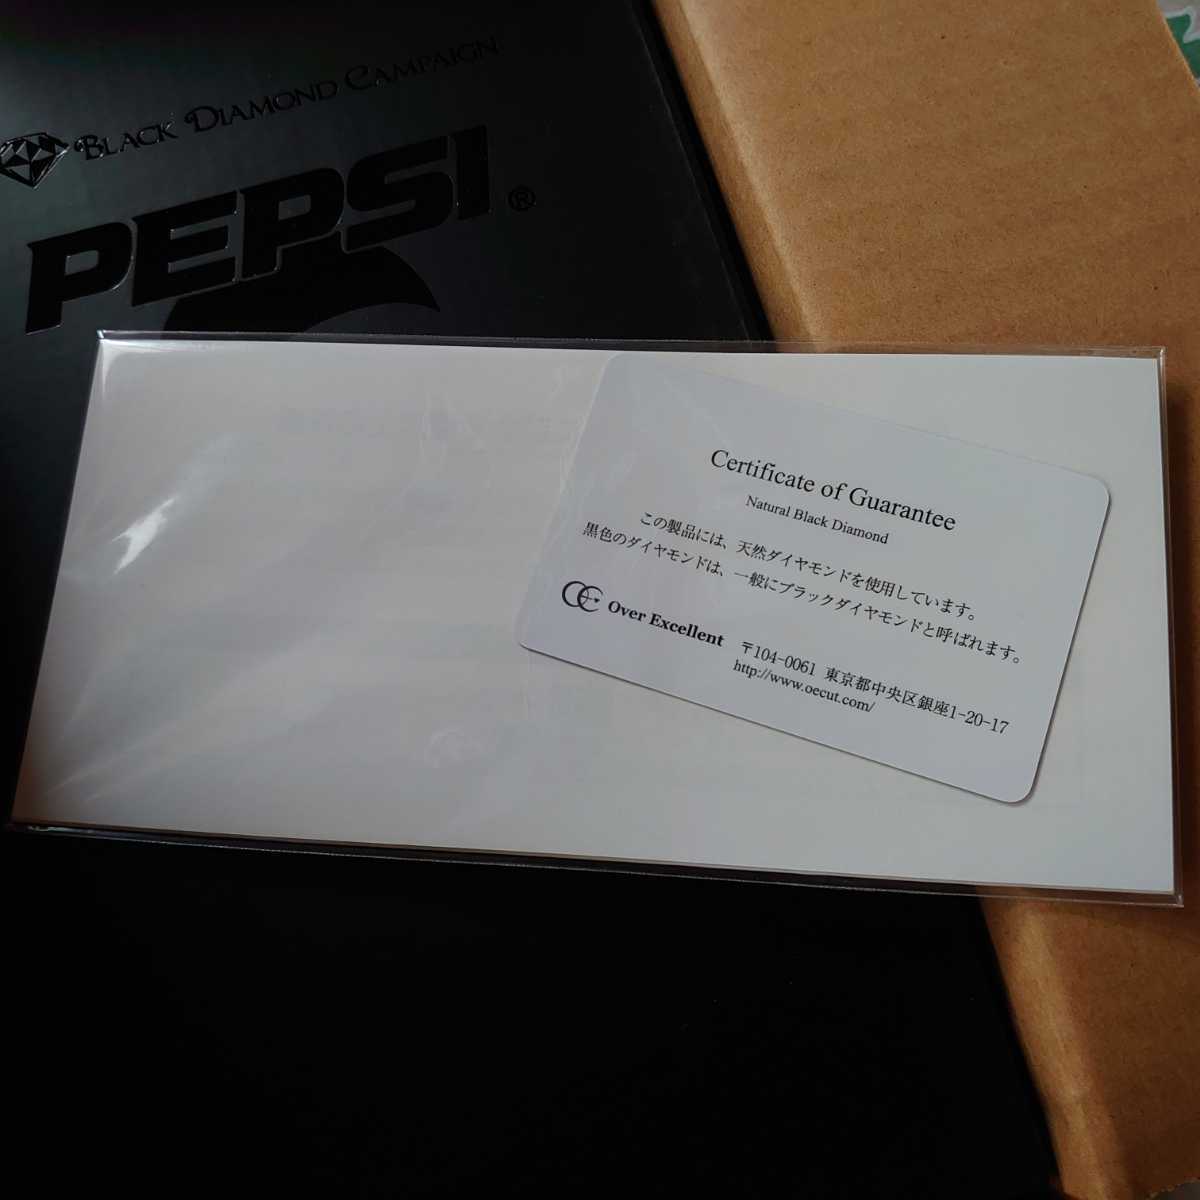 BLACK DIAMOND CAMPAIGN
PEPSI®
Certificate of Guarantee
Natural Black Diamond
この製品には、天然ダイヤモンドを使用しています。
黒色のダイヤモンドは、一般にブラックダイヤモンドと呼ばれます。
Over Excellent
〒104-0061 東京都中央区銀座1-20-17
http://www.oecut.com/